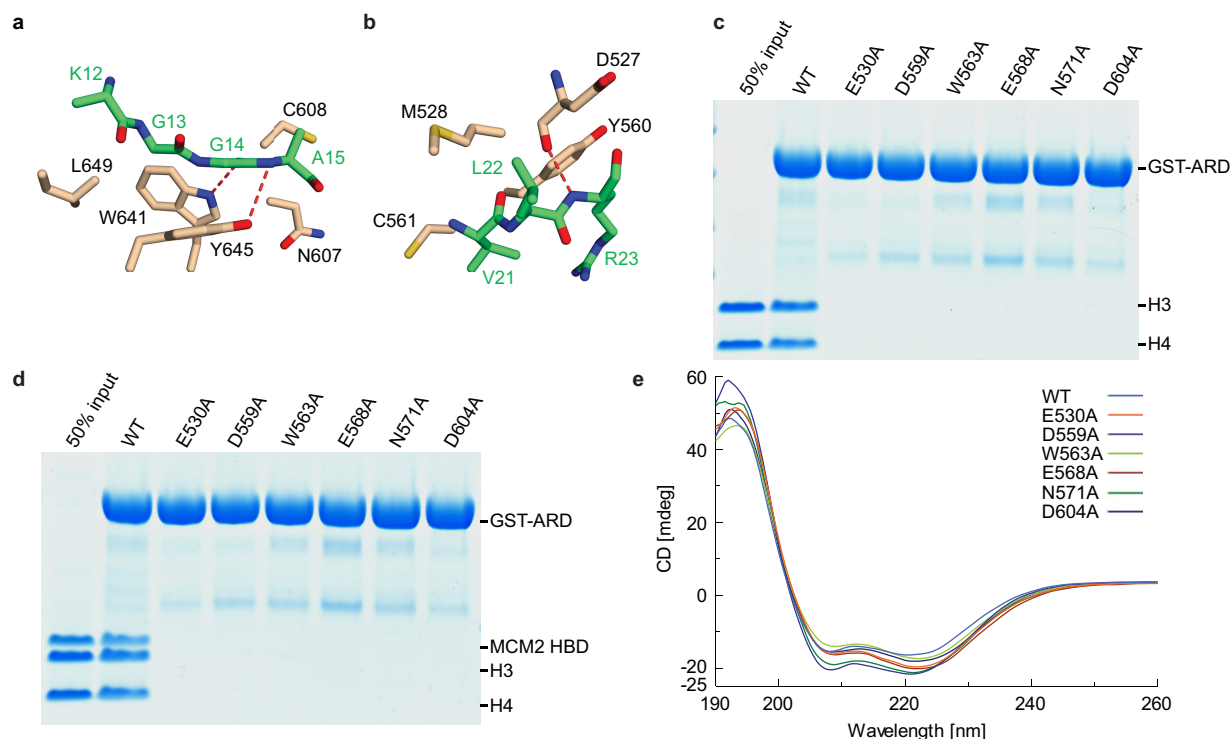 a
K12
G13
G14
C608
A15
L649
W641
Y645
N607
b
D527
M528
Y560
L22
C561
V21
R23
c
50% input
WT
E530A
D559A
W563A
E568A
N571A
D604A
GST-ARD
H3
H4
d
50% input
WT
E530A
D559A
W563A
E568A
N571A
D604A
GST-ARD
MCM2 HBD
H3
H4
e
60
40
20
0
-20
-25
CD [mdeg]
WT
E530A
D559A
W563A
E568A
N571A
D604A
190 200 220 240 260
Wavelength [nm]